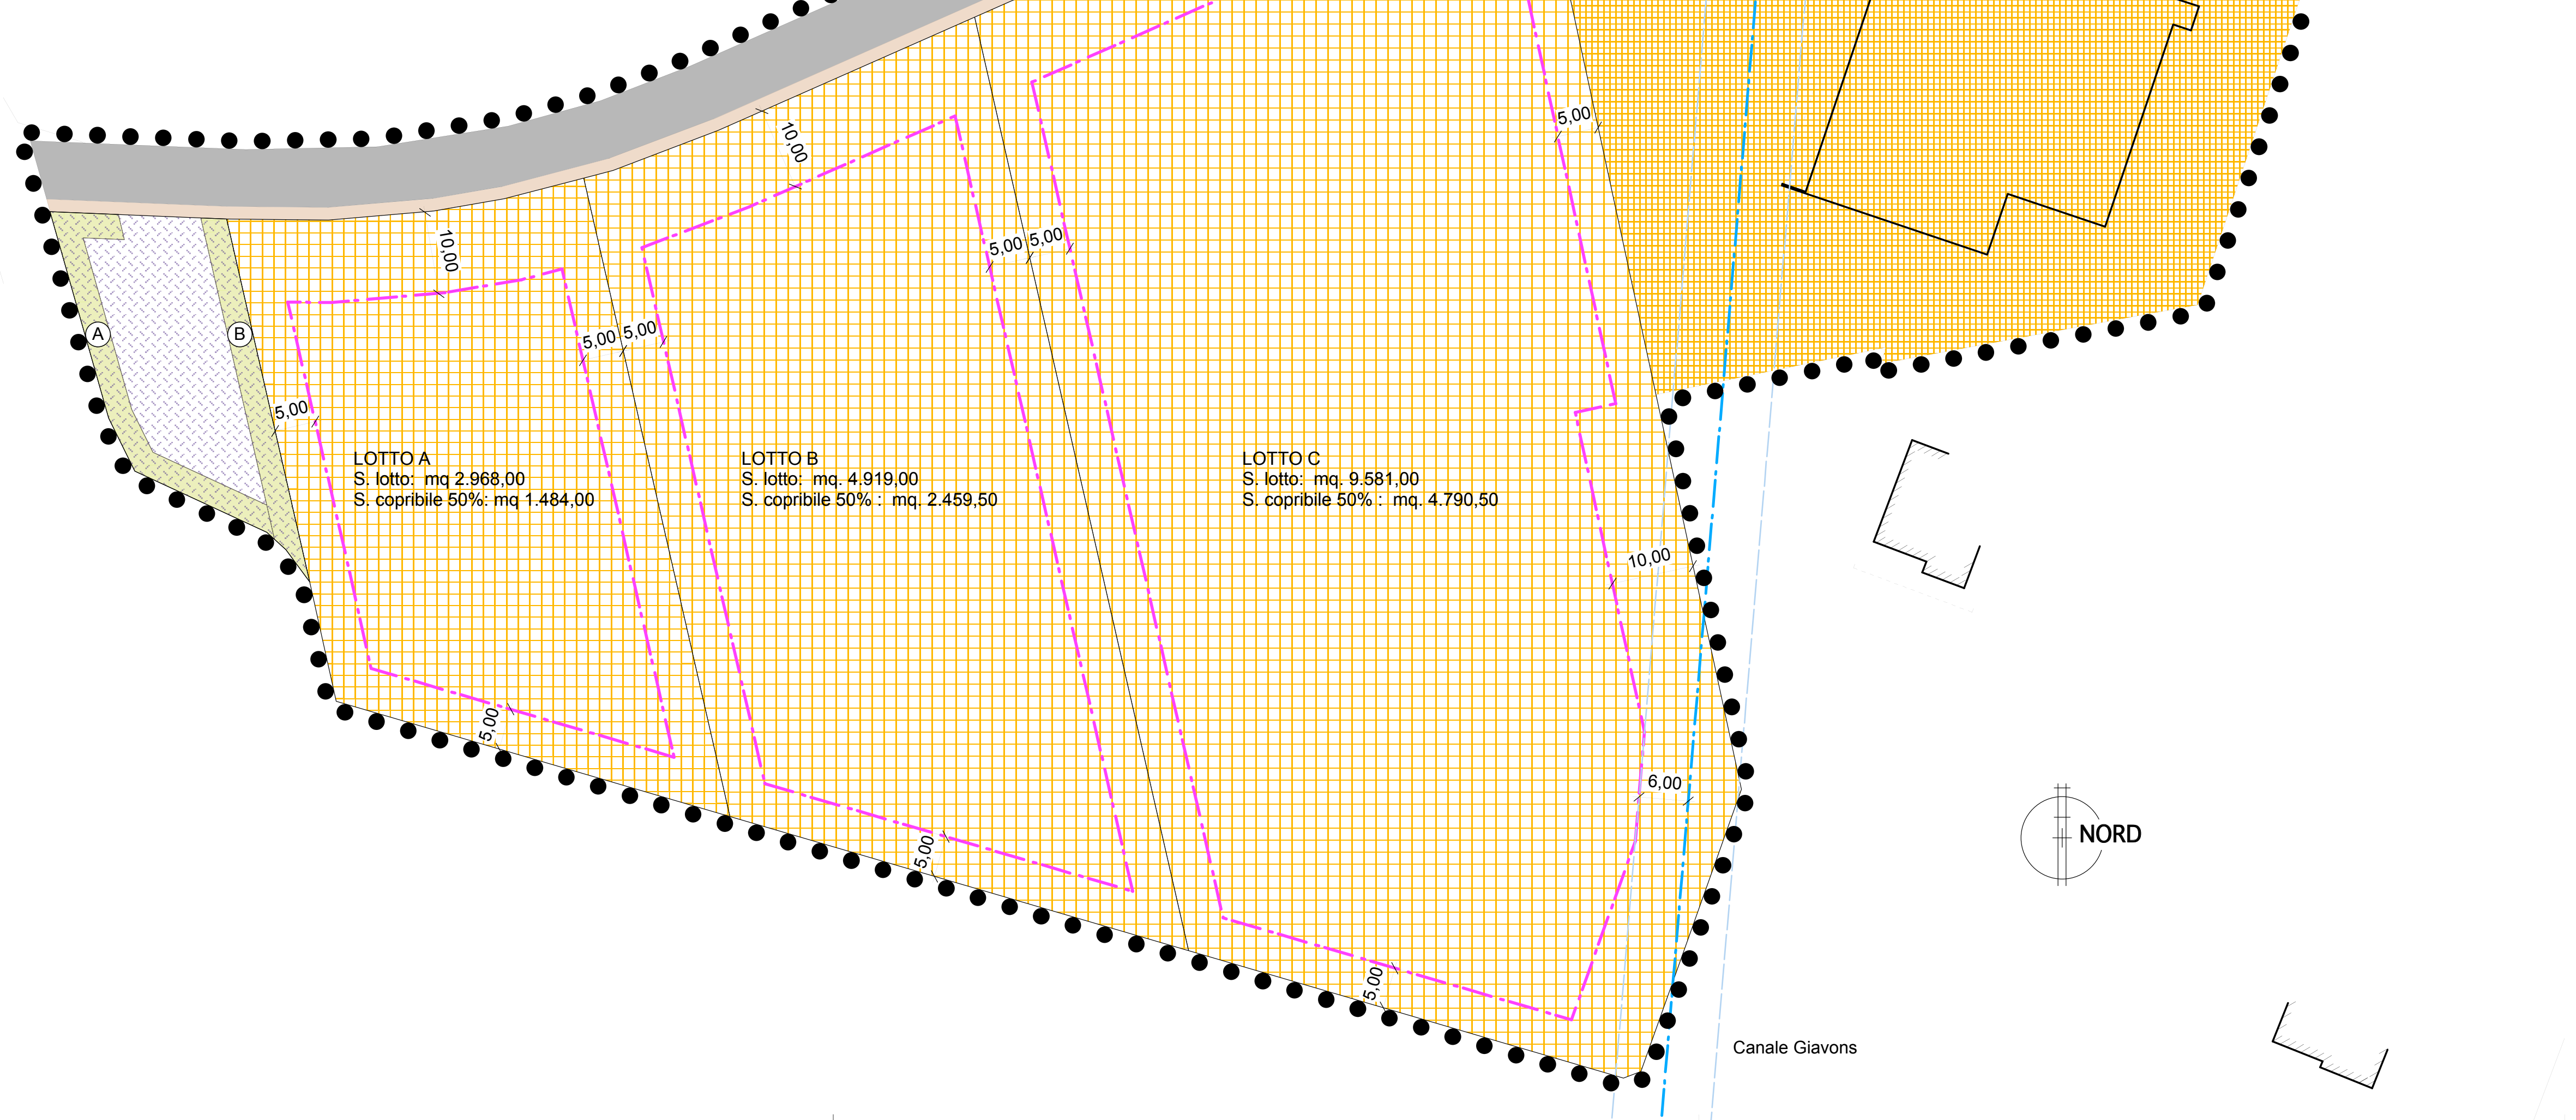 5,00
10,00
10,00
5,00
5,00
5,00
5,00
A
B
5,00
LOTTO A
S. lotto:  mq 2.968,00
S. copribile 50%: mq 1.484,00
LOTTO B
S. lotto:  mq. 4.919,00
S. copribile 50% :  mq. 2.459,50
LOTTO C
S. lotto:  mq. 9.581,00
S. copribile 50% :  mq. 4.790,50
10,00
5,00
6,00
5,00
NORD
5,00
Canale Giavons